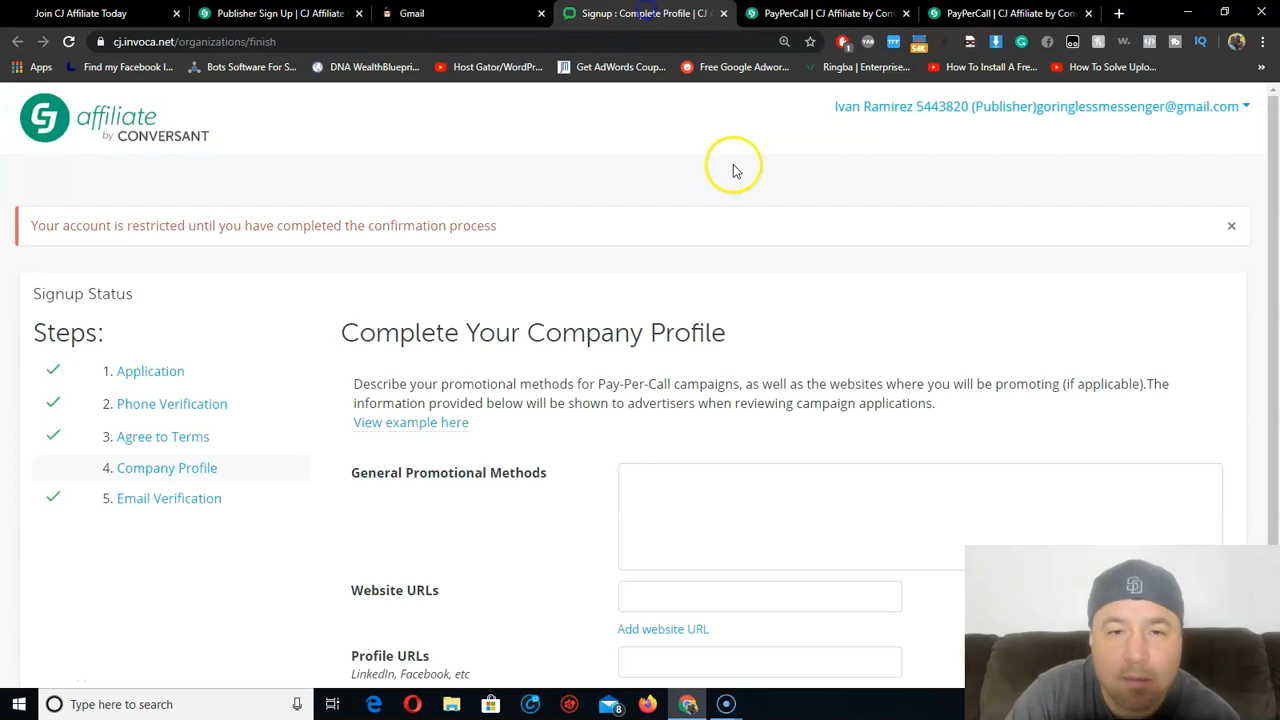 Join CJ Affiliate Today
Publisher Sign Up | CJ Affiliate
Gmail
Signup : Complete Profile | CJ
PayPerCall | CJ Affiliate by Con
PayPerCall | CJ Affiliate by Con
cj.invoca.net/organizations/finish
Apps
Find my Facebook I...
Bots Software For S...
DNA WealthBluepri...
Host Gator/WordPr...
Get AdWords Coup...
Free Google Adwor...
Ringba | Enterprise...
How To Install A Fre...
How To Solve Uplo...
»
CJ affiliate
by CONVERSANT
Ivan Ramirez 5443820 (Publisher)goringlessmessenger@gmail.com
Your account is restricted until you have completed the confirmation process
Signup Status
Steps:
1. Application
2. Phone Verification
3. Agree to Terms
4. Company Profile
5. Email Verification
Complete Your Company Profile
Describe your promotional methods for Pay-Per-Call campaigns, as well as the websites where you will be promoting (if applicable).The
information provided below will be shown to advertisers when reviewing campaign applications.
View example here
General Promotional Methods
Website URLs
Add website URL
Profile URLs
LinkedIn, Facebook, etc
Type here to search
8